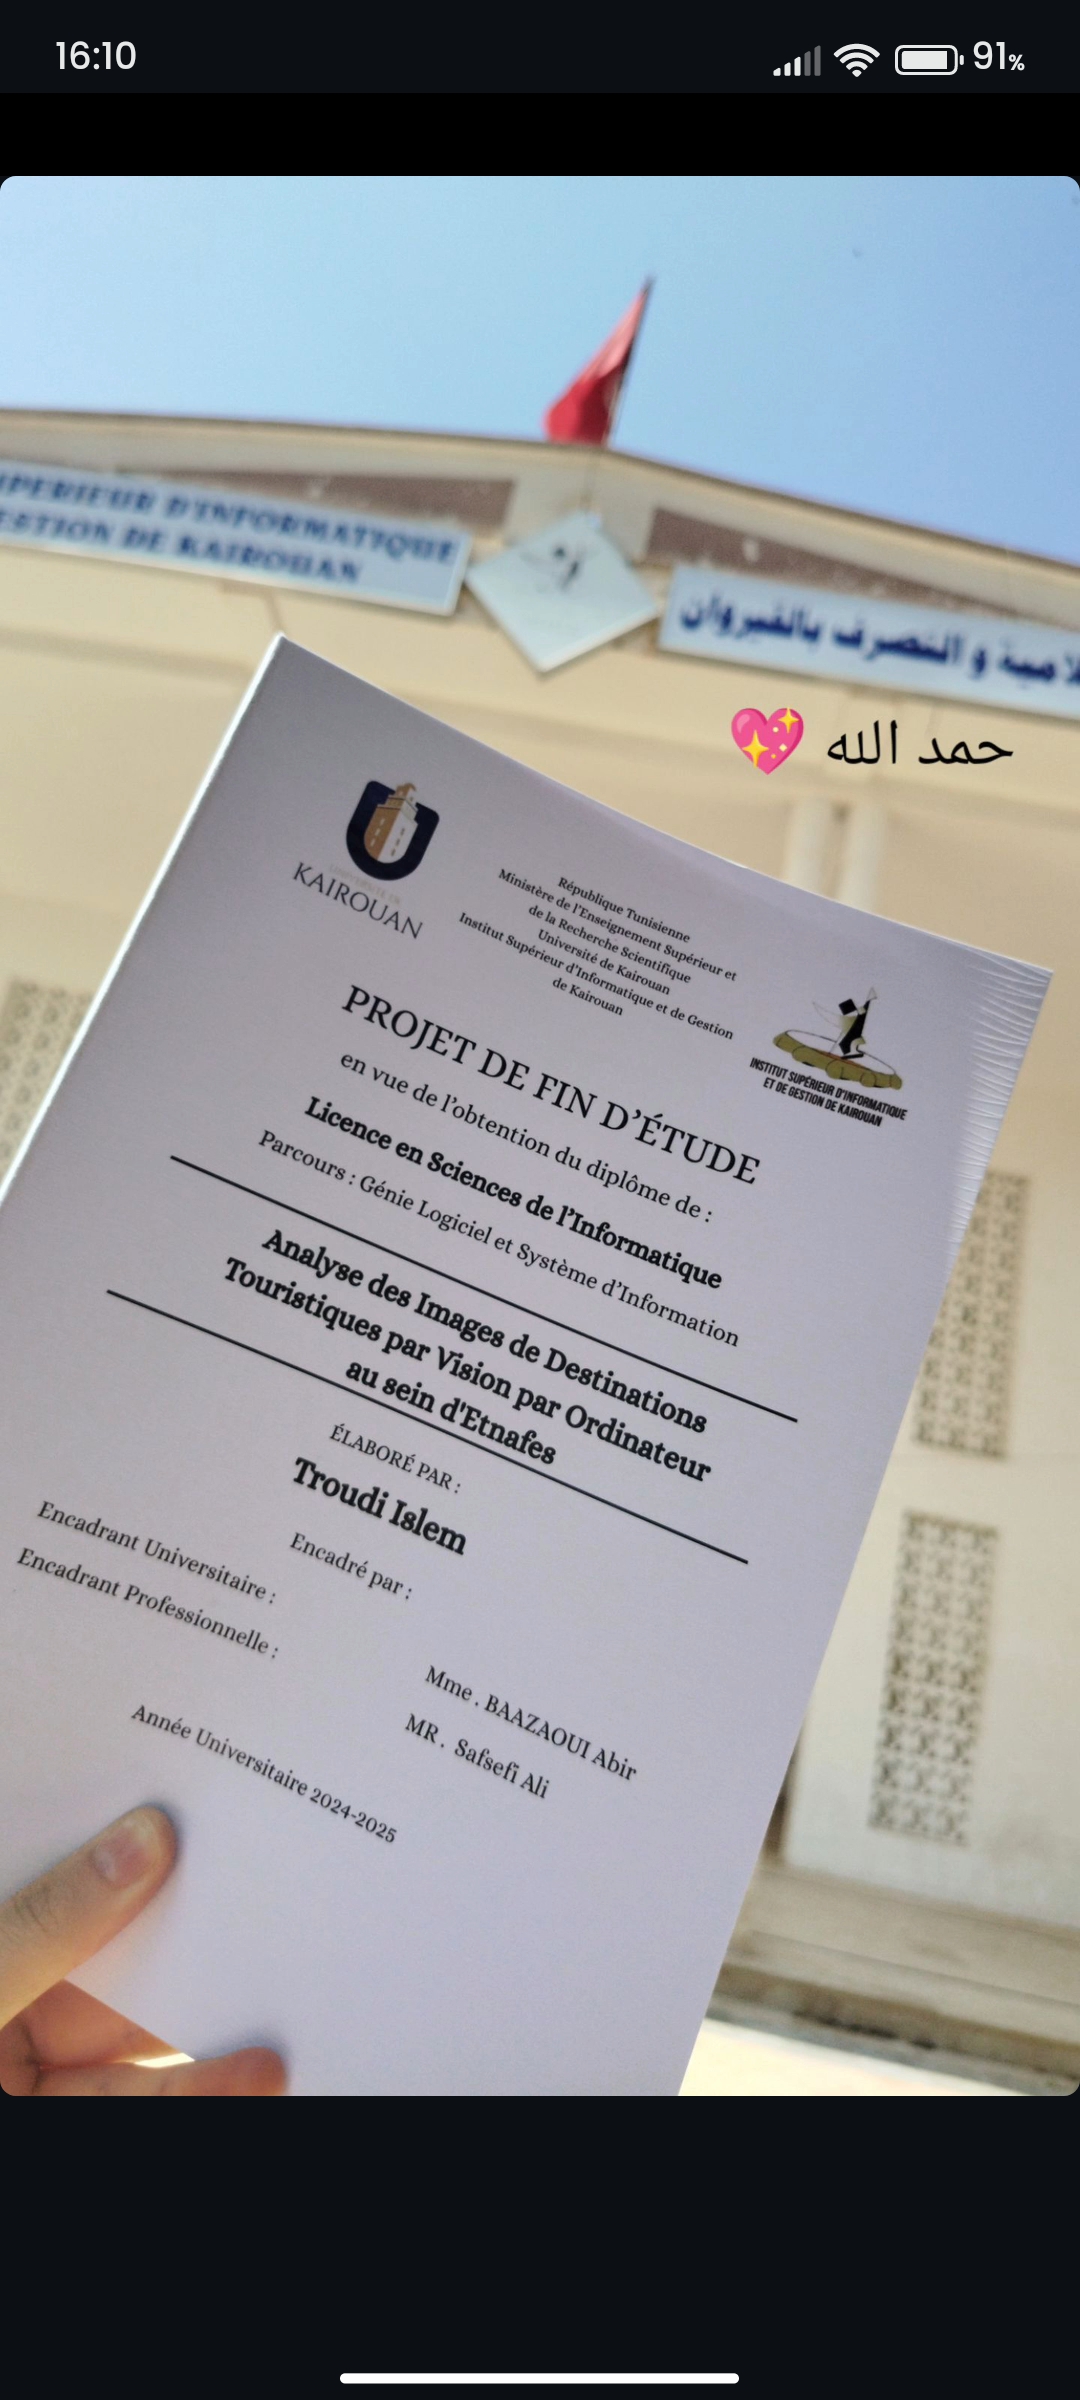 16:10
91%
UPERIEUR D'INFORMATIQUE
ESTION DE KAIROUAN
و التصرف بالقيروان
حمد الله 💖
UNIVERSITÉ DE
KAIROUAN
République Tunisienne
Ministère de l'Enseignement Supérieur et
de la Recherche Scientifique
Université de Kairouan
Institut Supérieur d'Informatique et de Gestion
de Kairouan
INSTITUT SUPÉRIEUR D'INFORMATIQUE
ET DE GESTION DE KAIROUAN
PROJET DE FIN D'ÉTUDE
en vue de l'obtention du diplôme de :
Licence en Sciences de l'Informatique
Parcours : Génie Logiciel et Système d'Information
Analyse des Images de Destinations
Touristiques par Vision par Ordinateur
au sein d'Etnafes
ÉLABORÉ PAR :
Troudi Islem
Encadré par :
Encadrant Universitaire :
Encadrant Professionnelle :
Mme . BAAZAOUI Abir
MR . Safsefi Ali
Année Universitaire 2024-2025